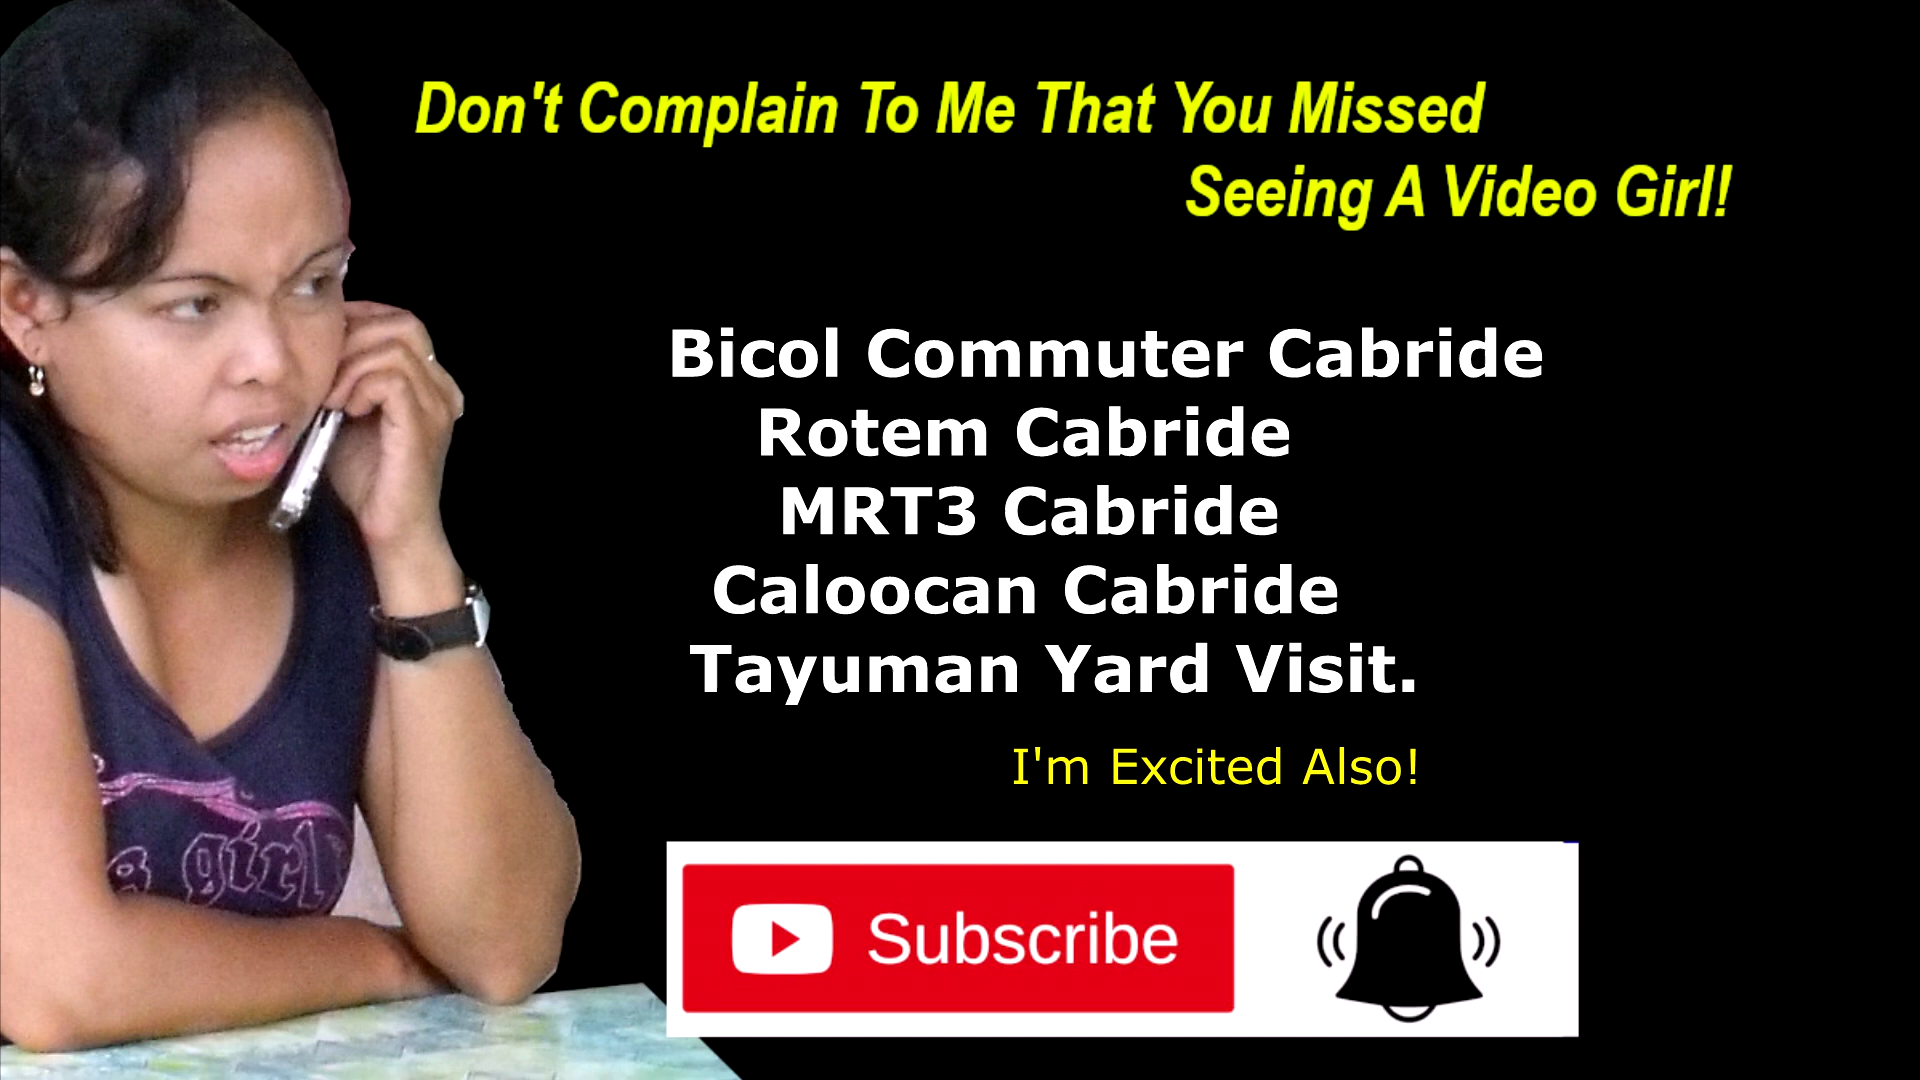 Don't Complain To Me That You Missed
Seeing A Video Girl!
Bicol Commuter Cabride
Rotem Cabride
MRT3 Cabride
Caloocan Cabride
Tayuman Yard Visit.
I'm Excited Also!
girl
Subscribe